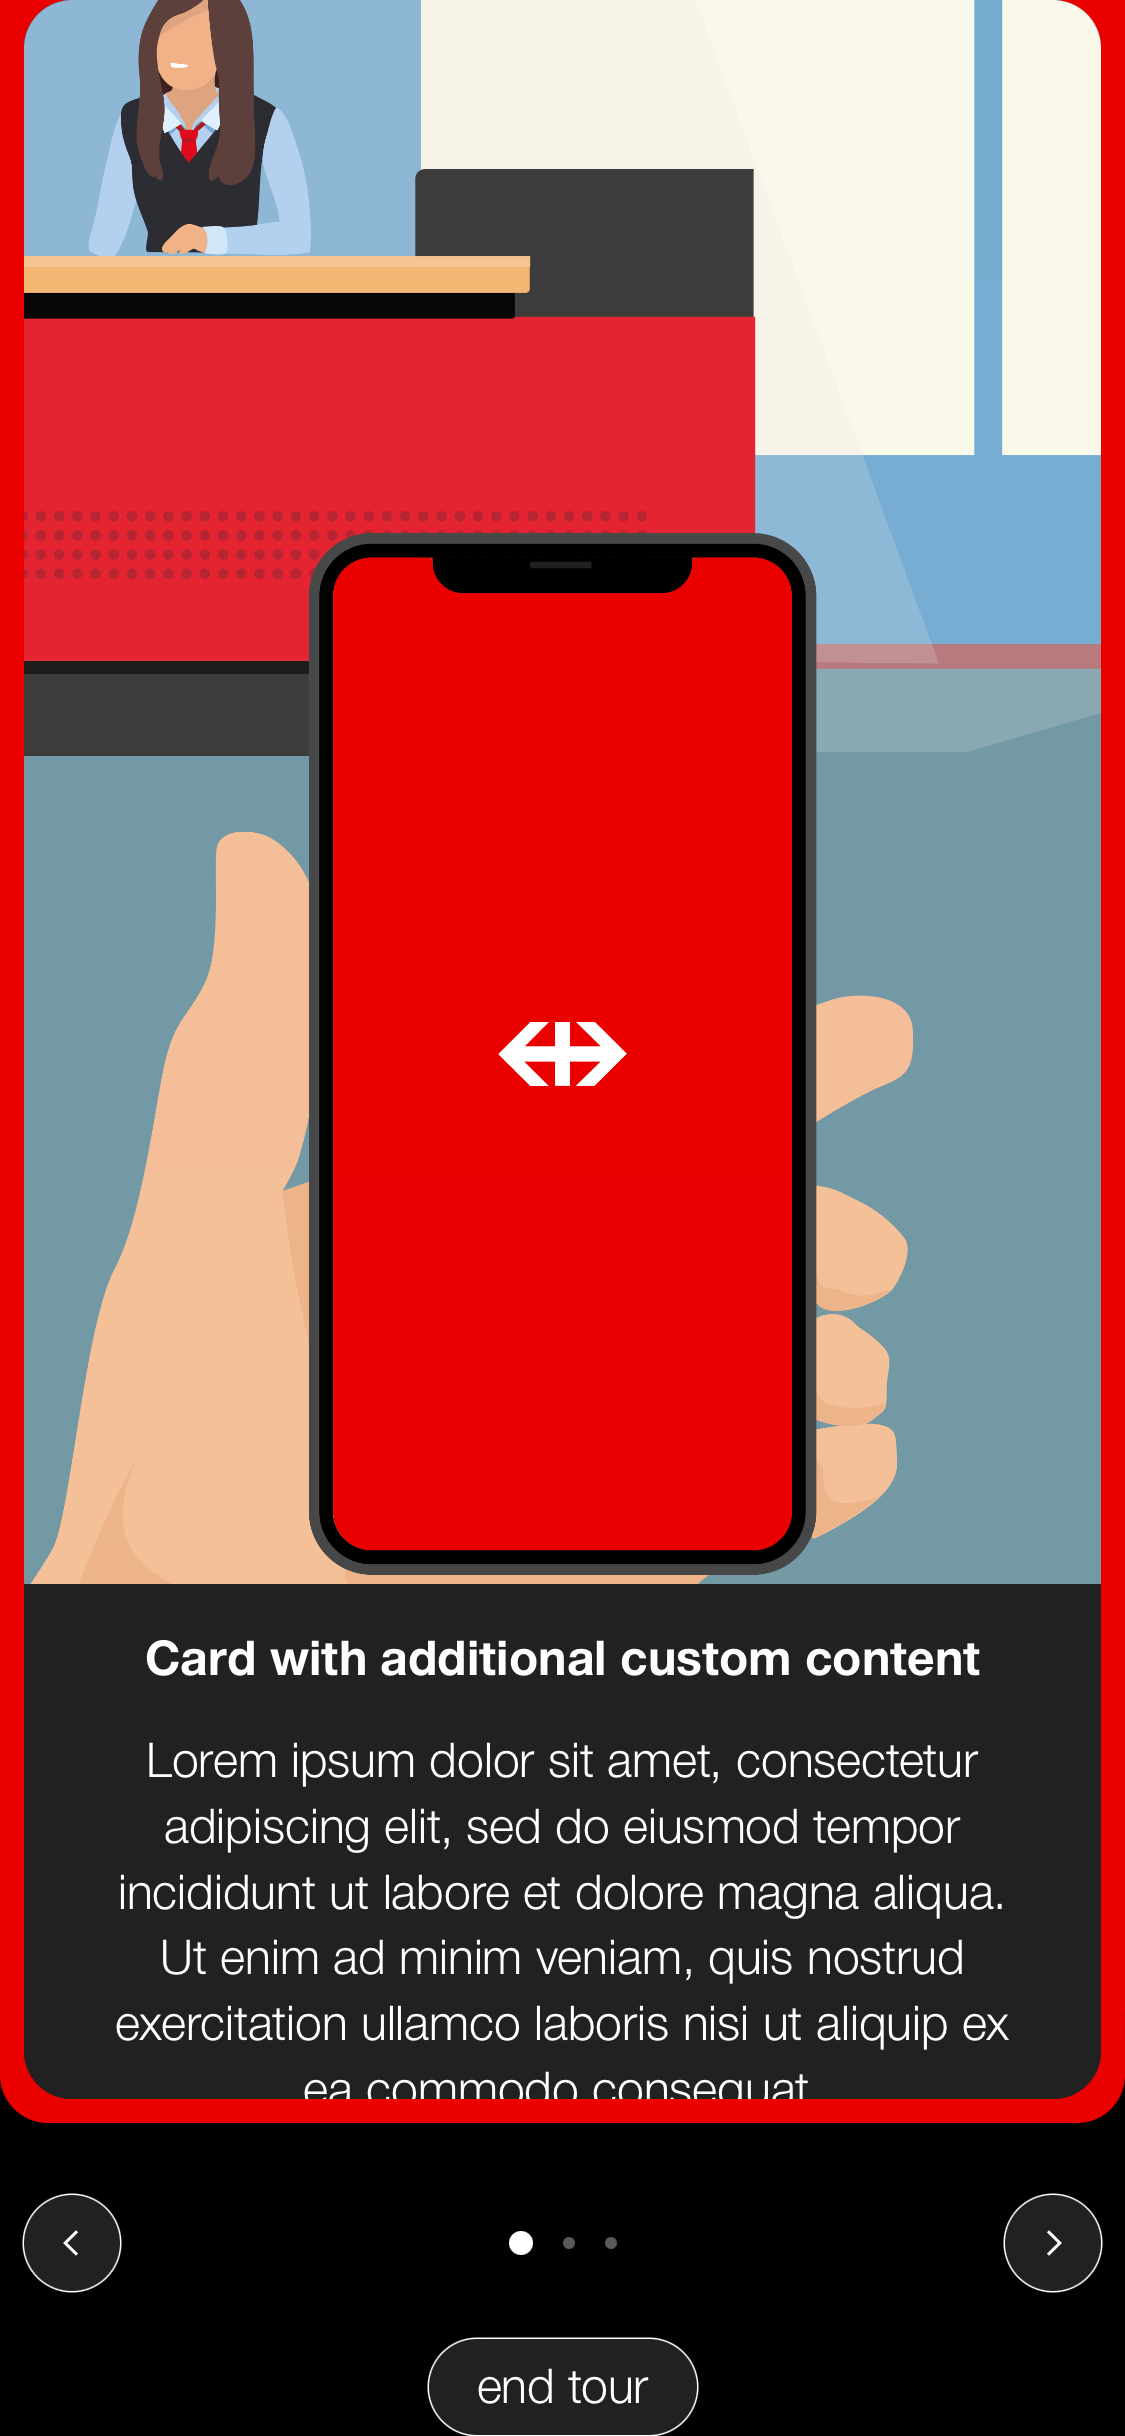 Card with additional custom content
Lorem ipsum dolor sit amet, consectetur
adipiscing elit, sed do eiusmod tempor
incididunt ut labore et dolore magna aliqua.
Ut enim ad minim veniam, quis nostrud
exercitation ullamco laboris nisi ut aliquip ex
ea commodo consequat
end tour